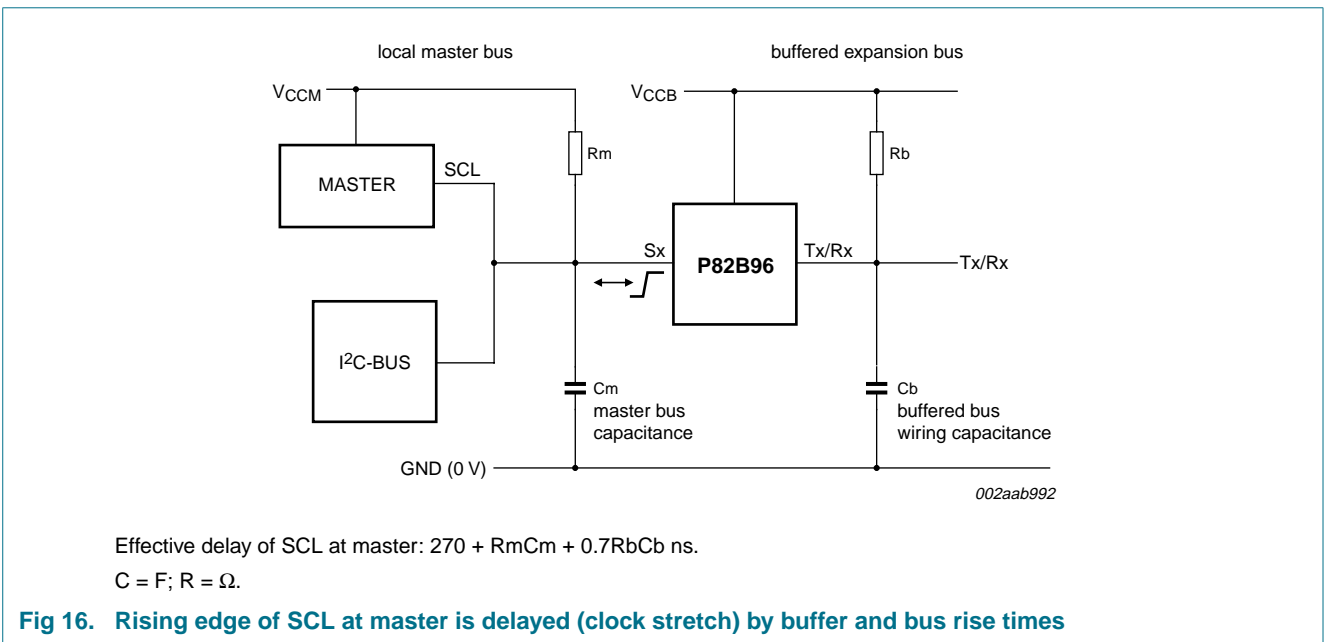 local master bus
buffered expansion bus
VCCM
VCCB
Rm
Rb
MASTER
SCL
Sx
P82B96
Tx/Rx
Tx/Rx
I2C-BUS
Cm
master bus
capacitance
Cb
buffered bus
wiring capacitance
GND (0 V)
002aab992
Effective delay of SCL at master: 270 + RmCm + 0.7RbCb ns.
C = F; R = Ω.
Fig 16. Rising edge of SCL at master is delayed (clock stretch) by buffer and bus rise times